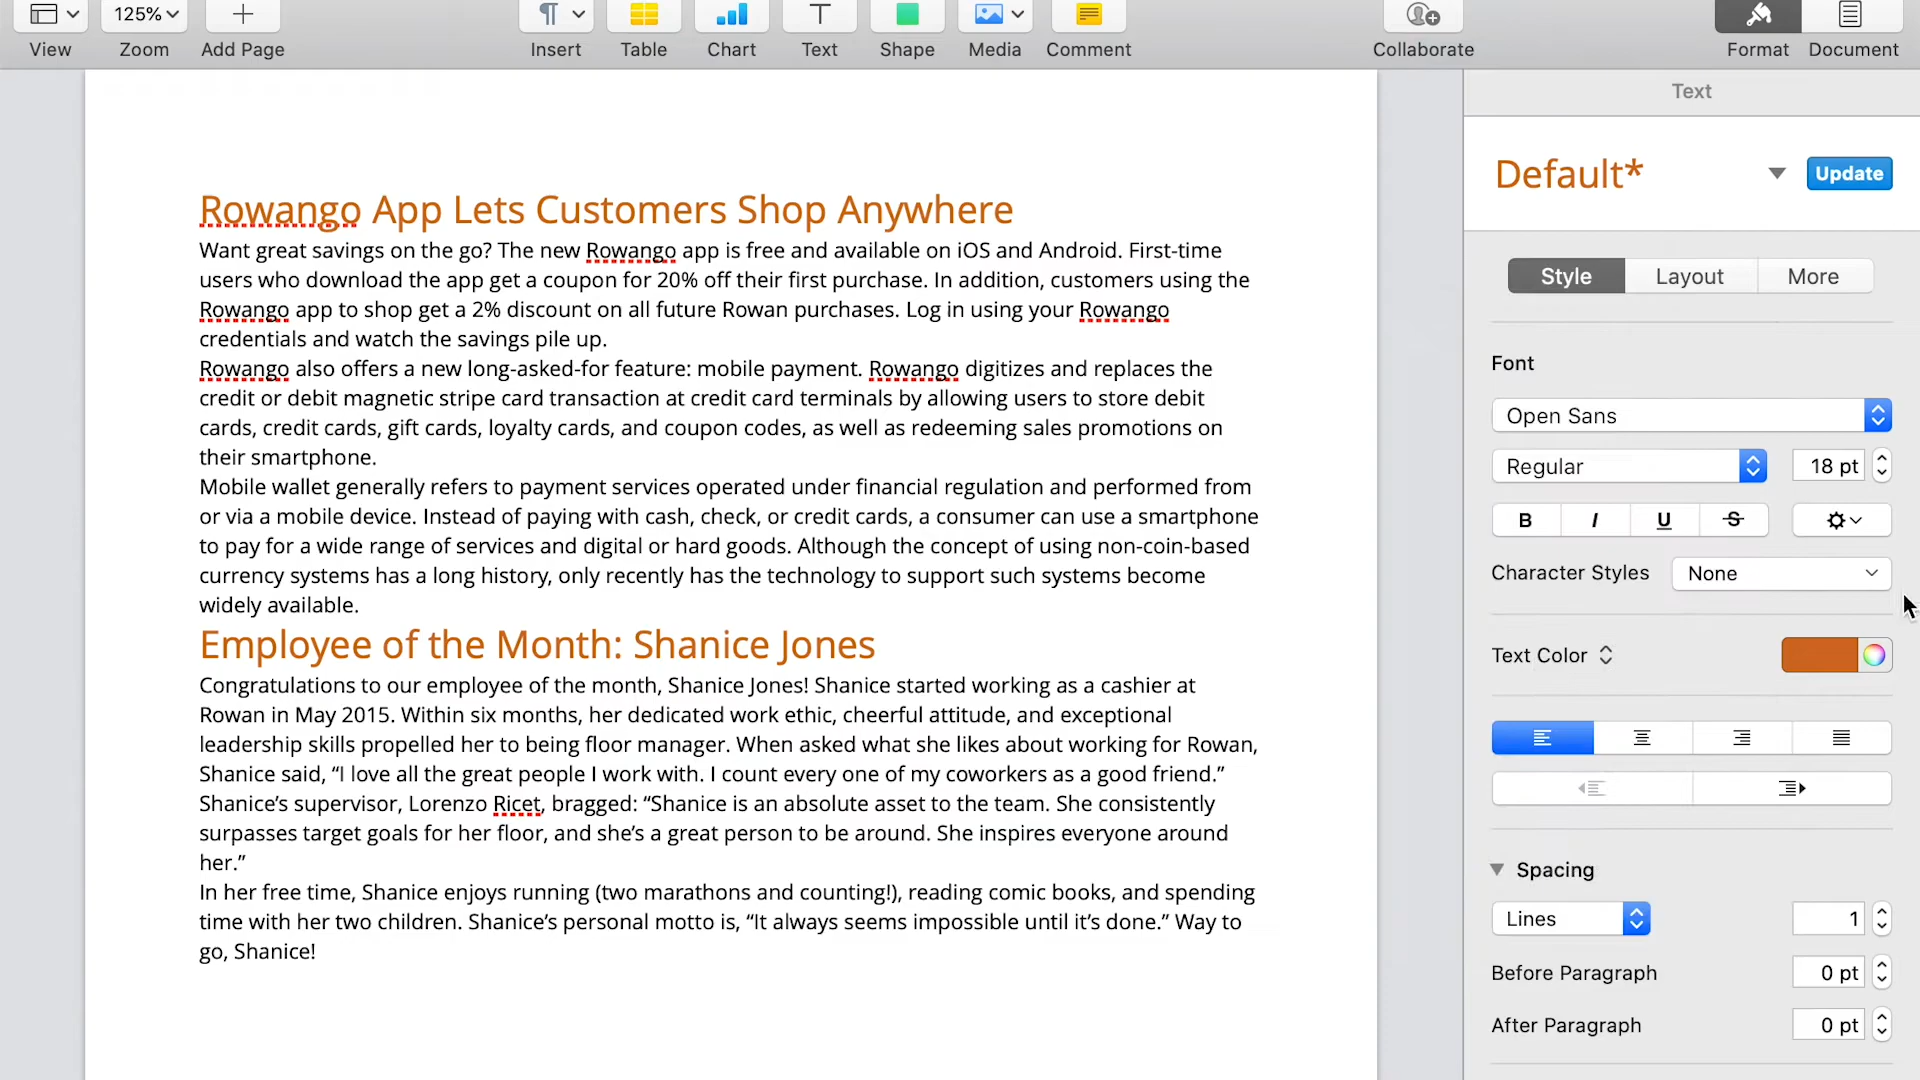 125%
View
Zoom
Add Page
Insert
Table
Chart
Text
Shape
Media
Comment
Collaborate
Format
Document
Text
Default*
Update
Style
Layout
More
Font
Open Sans
Regular
18 pt
B
I
U
S
Character Styles
None
Text Color
Spacing
Lines
1
Before Paragraph
0 pt
After Paragraph
0 pt
Rowango App Lets Customers Shop Anywhere
Want great savings on the go? The new Rowango app is free and available on iOS and Android. First-time
users who download the app get a coupon for 20% off their first purchase. In addition, customers using the
Rowango app to shop get a 2% discount on all future Rowan purchases. Log in using your Rowango
credentials and watch the savings pile up.
Rowango also offers a new long-asked-for feature: mobile payment. Rowango digitizes and replaces the
credit or debit magnetic stripe card transaction at credit card terminals by allowing users to store debit
cards, credit cards, gift cards, loyalty cards, and coupon codes, as well as redeeming sales promotions on
their smartphone.
Mobile wallet generally refers to payment services operated under financial regulation and performed from
or via a mobile device. Instead of paying with cash, check, or credit cards, a consumer can use a smartphone
to pay for a wide range of services and digital or hard goods. Although the concept of using non-coin-based
currency systems has a long history, only recently has the technology to support such systems become
widely available.
Employee of the Month: Shanice Jones
Congratulations to our employee of the month, Shanice Jones! Shanice started working as a cashier at
Rowan in May 2015. Within six months, her dedicated work ethic, cheerful attitude, and exceptional
leadership skills propelled her to being floor manager. When asked what she likes about working for Rowan,
Shanice said, “I love all the great people I work with. I count every one of my coworkers as a good friend.”
Shanice’s supervisor, Lorenzo Ricet, bragged: “Shanice is an absolute asset to the team. She consistently
surpasses target goals for her floor, and she’s a great person to be around. She inspires everyone around
her.”
In her free time, Shanice enjoys running (two marathons and counting!), reading comic books, and spending
time with her two children. Shanice’s personal motto is, “It always seems impossible until it’s done.” Way to
go, Shanice!